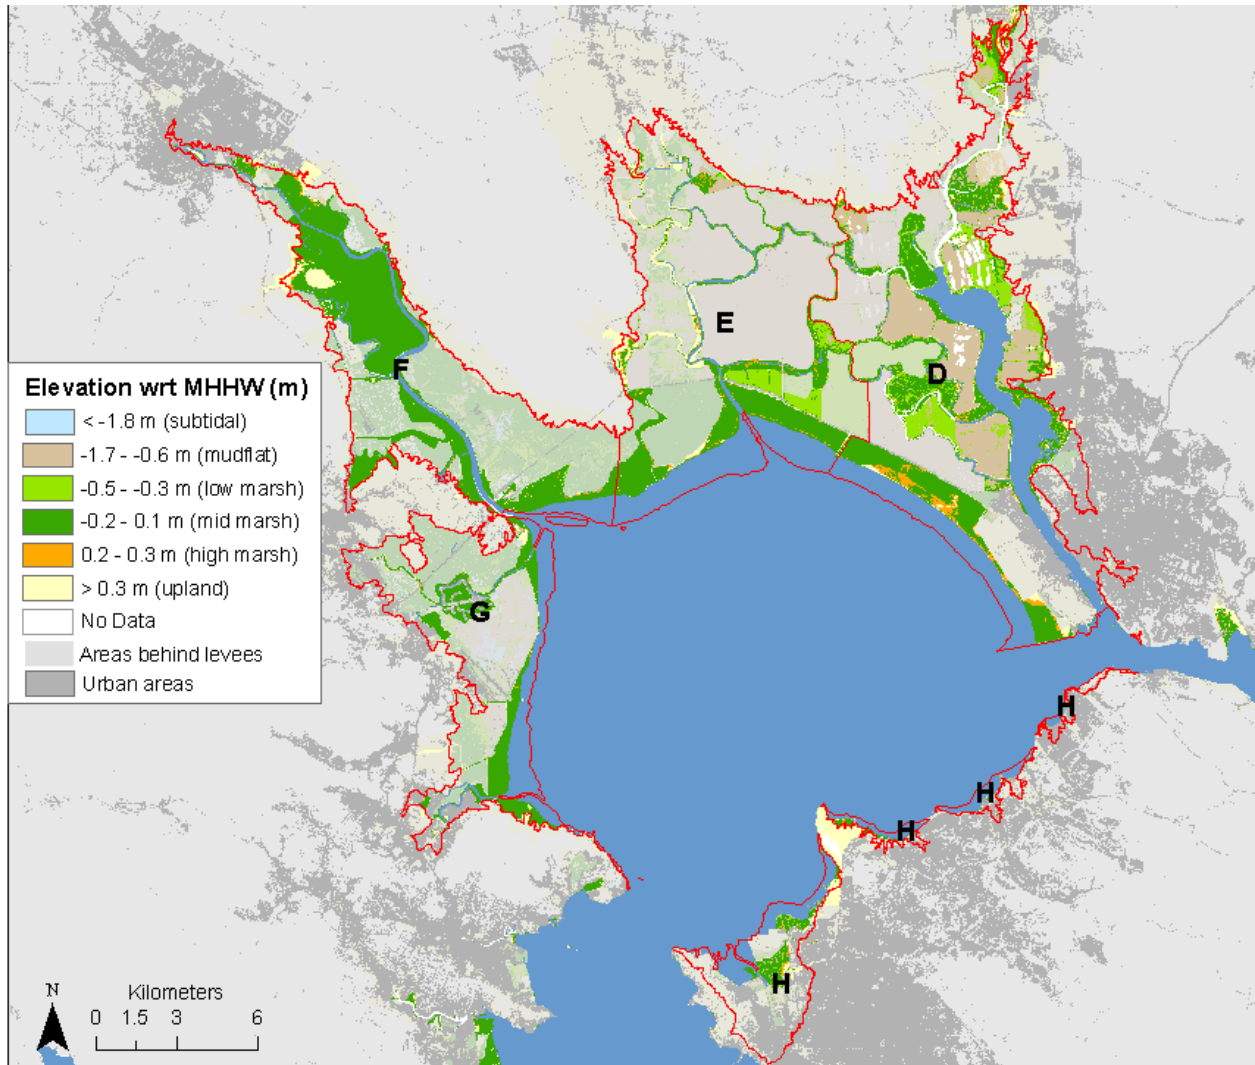 E
D
F
Elevation wrt MHHW (m)
< -1.8 m (subtidal)
-1.7 - -0.6 m (mudflat)
-0.5 - -0.3 m (low marsh)
-0.2 - 0.1 m (mid marsh)
0.2 - 0.3 m (high marsh)
> 0.3 m (upland)
No Data
Areas behind levees
Urban areas
G
H
H
H
H
N
Kilometers
0 1.5 3 6